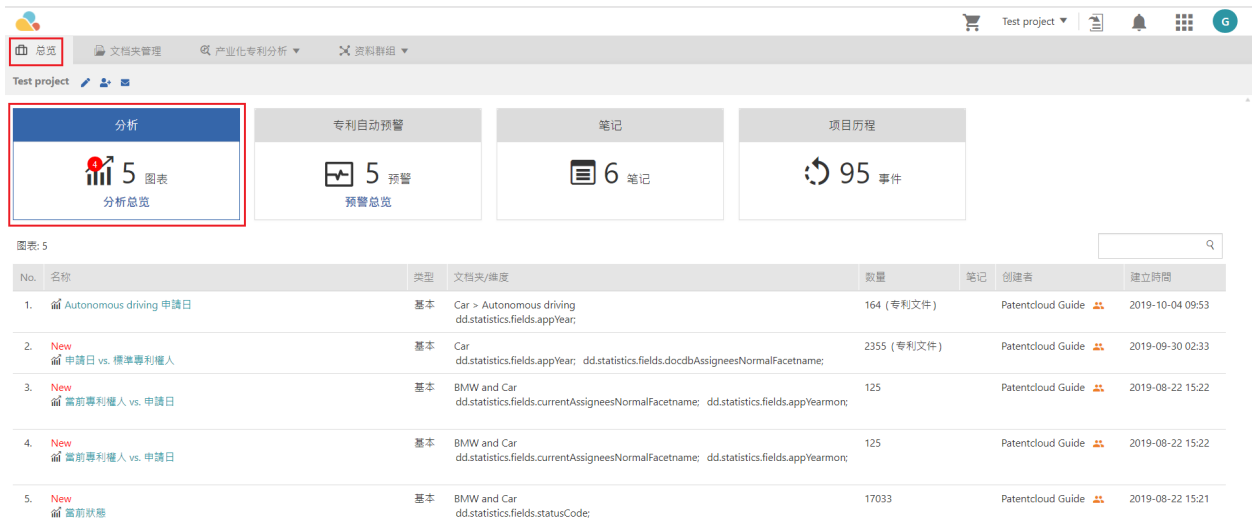 Test project
G
总览 文档夹管理 产业化专利分析 资料群组
Test project
分析 专利自动预警 笔记 项目历程
4
5 图表 5 预警 6 笔记 95 事件
分析总览 预警总览
图表: 5
No. 名称 类型 文档夹/维度 数量 笔记 创建者 建立時間
1. Autonomous driving 申請日 基本 Car > Autonomous driving 164 (专利文件) Patentcloud Guide 2019-10-04 09:53
dd.statistics.fields.appYear;
2. New 基本 Car 2355 (专利文件) Patentcloud Guide 2019-09-30 02:33
申請日 vs. 標準專利權人 dd.statistics.fields.appYear; dd.statistics.fields.docdbAssigneesNormalFacetname;
3. New 基本 BMW and Car 125 Patentcloud Guide 2019-08-22 15:22
當前專利權人 vs. 申請日 dd.statistics.fields.currentAssigneesNormalFacetname; dd.statistics.fields.appYearmon;
4. New 基本 BMW and Car 125 Patentcloud Guide 2019-08-22 15:22
當前專利權人 vs. 申請日 dd.statistics.fields.currentAssigneesNormalFacetname; dd.statistics.fields.appYearmon;
5. New 基本 BMW and Car 17033 Patentcloud Guide 2019-08-22 15:21
當前狀態 dd.statistics.fields.statusCode;